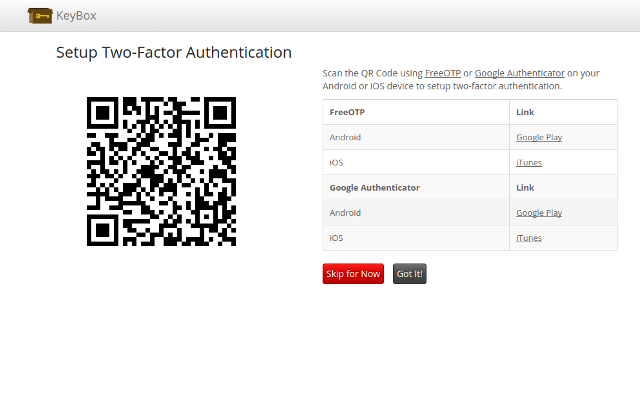 KeyBox
Setup Two-Factor Authentication
Scan the QR Code using FreeOTP or Google Authenticator on your
Android or iOS device to setup two-factor authentication.
FreeOTP Link
Android Google Play
iOS iTunes
Google Authenticator Link
Android Google Play
iOS iTunes
Skip for Now Got It!